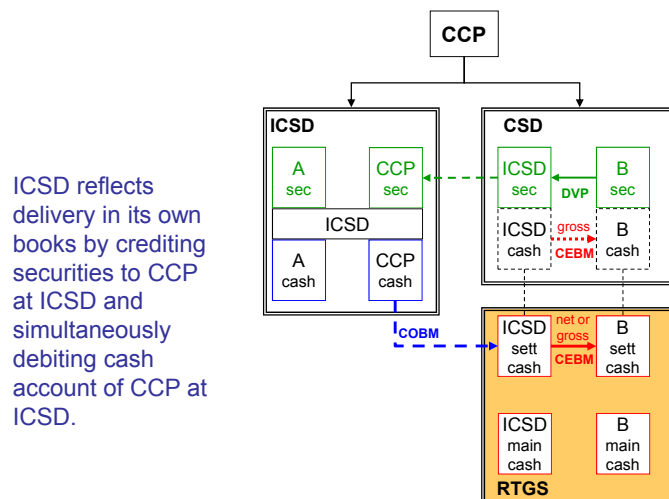 CCP
ICSD
CSD
A
sec
CCP
sec
ICSD
sec
DVP
B
sec
ICSD
A
cash
CCP
cash
ICSD
cash
gross
CEBM
B
cash
ICSD reflects
delivery in its own
books by crediting
securities to CCP
at ICSD and
simultaneously
debiting cash
account of CCP at
ICSD.
COBM
ICSD
sett
cash
net or
gross
CEBM
B
sett
cash
ICSD
main
cash
B
main
cash
RTGS